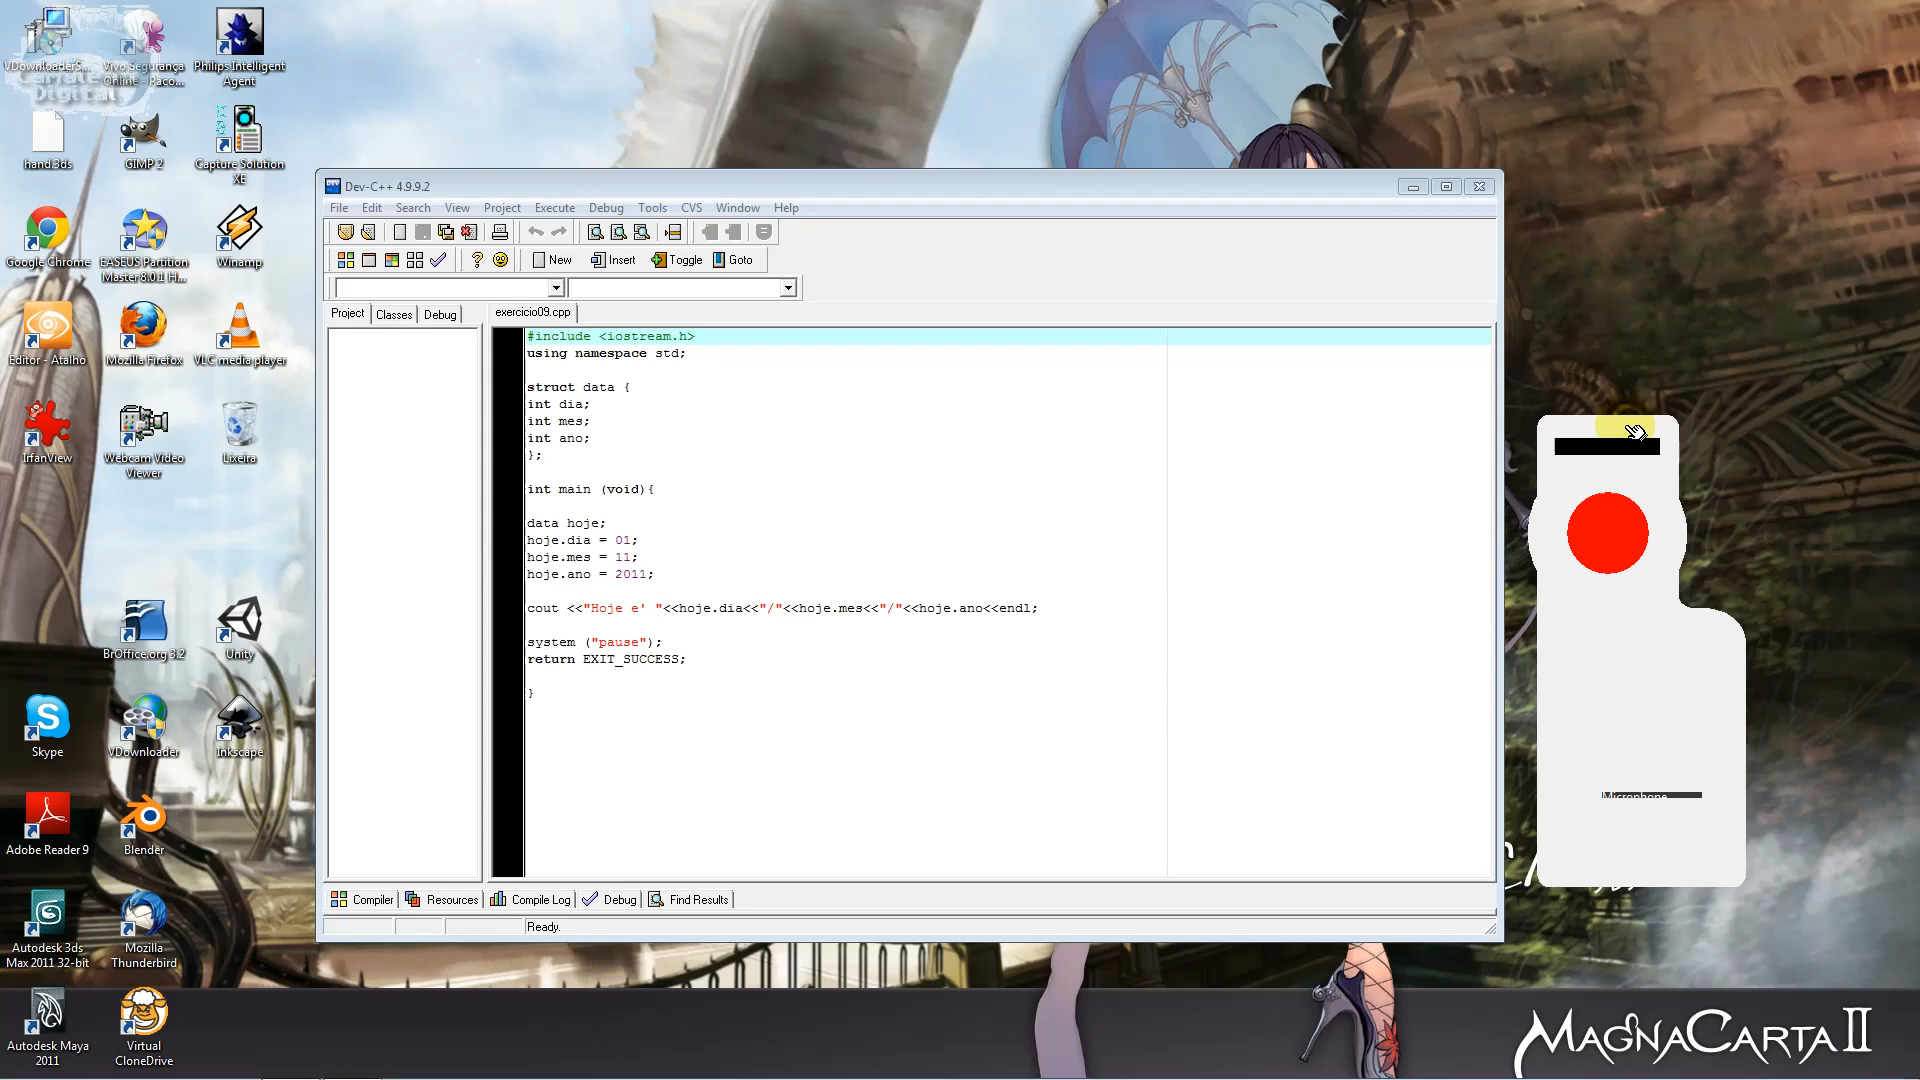 VDownloaderS...
Vivo Segurança
Online - Paco...
Philips Intelligent
Agent
Digital
hand.3ds
GIMP 2
Capture Solution
XE
Google Chrome
EASEUS Partition
Master 8.0.1 H...
Winamp
Editor - Atalho
Mozilla Firefox
VLC media player
IrfanView
Webcam Video
Viewer
Lixeira
BrOffice.org 3.2
Unity
Skype
VDownloader
Inkscape
Adobe Reader 9
Blender
Autodesk 3ds
Max 2011 32-bit
Mozilla
Thunderbird
Autodesk Maya
2011
Virtual
CloneDrive
Dev-C++ 4.9.9.2
File Edit Search View Project Execute Debug Tools CVS Window Help
New Insert Toggle Goto
Project Classes Debug
exercicio09.cpp
#include <iostream.h>
using namespace std;
struct data {
int dia;
int mes;
int ano;
};
int main (void){
data hoje;
hoje.dia = 01;
hoje.mes = 11;
hoje.ano = 2011;
cout <<"Hoje e' "<<hoje.dia<<"/"<<hoje.mes<<"/"<<hoje.ano<<endl;
system ("pause");
return EXIT_SUCCESS;
}
Compiler Resources Compile Log Debug Find Results
Ready.
Microphone
MAGNACARTA II